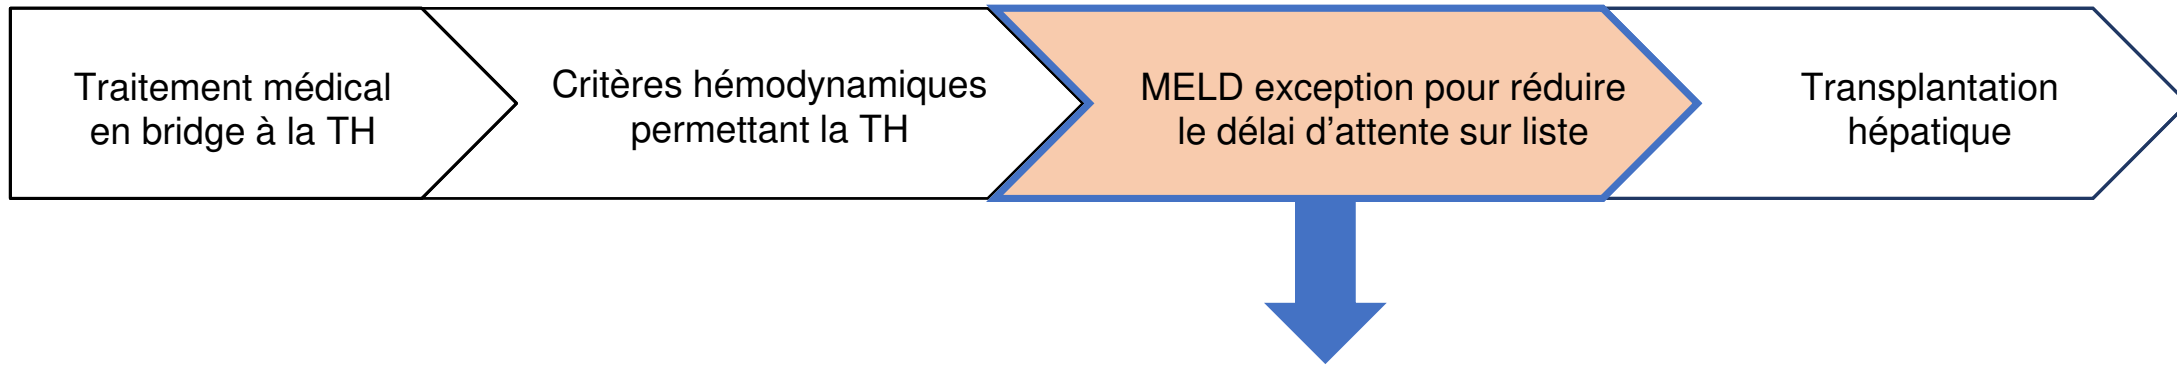 Traitement médical
en bridge à la TH
Critères hémodynamiques
permettant la TH
MELD exception pour réduire
le délai d’attente sur liste
Transplantation
hépatique